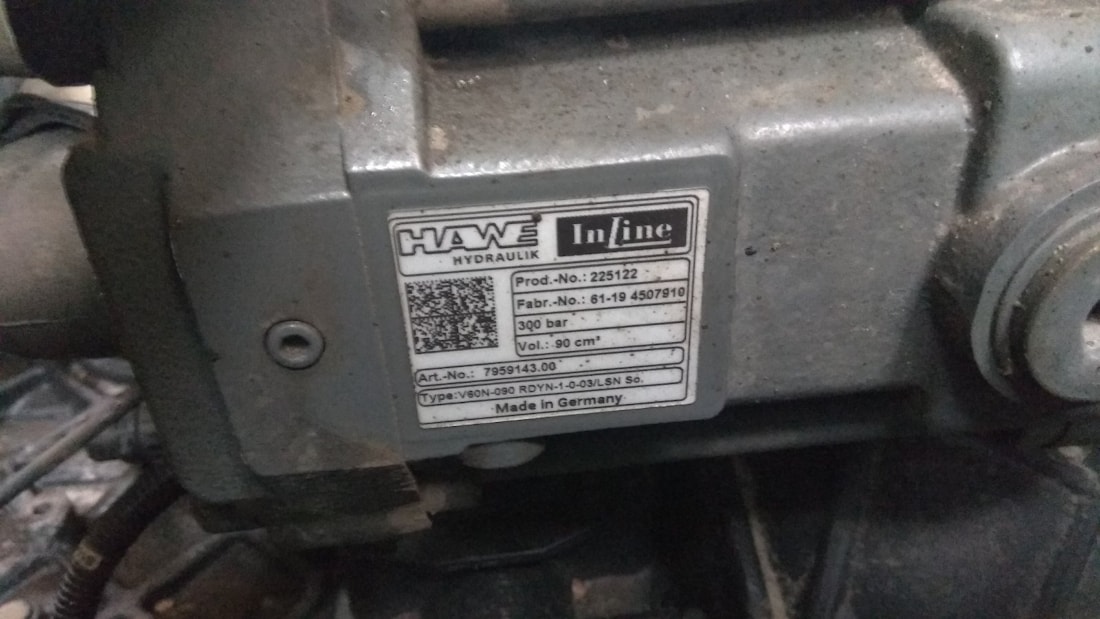 HAWE
HYDRAULIK
InLine
Prod.-No.: 225122
Fabr.-No.: 61-19 4507910
300 bar
Vol.: 90 cm³
Art.-No.: 7959143.00
Type: V60N-090 RDYN-1-0-03/LSN So.
Made in Germany